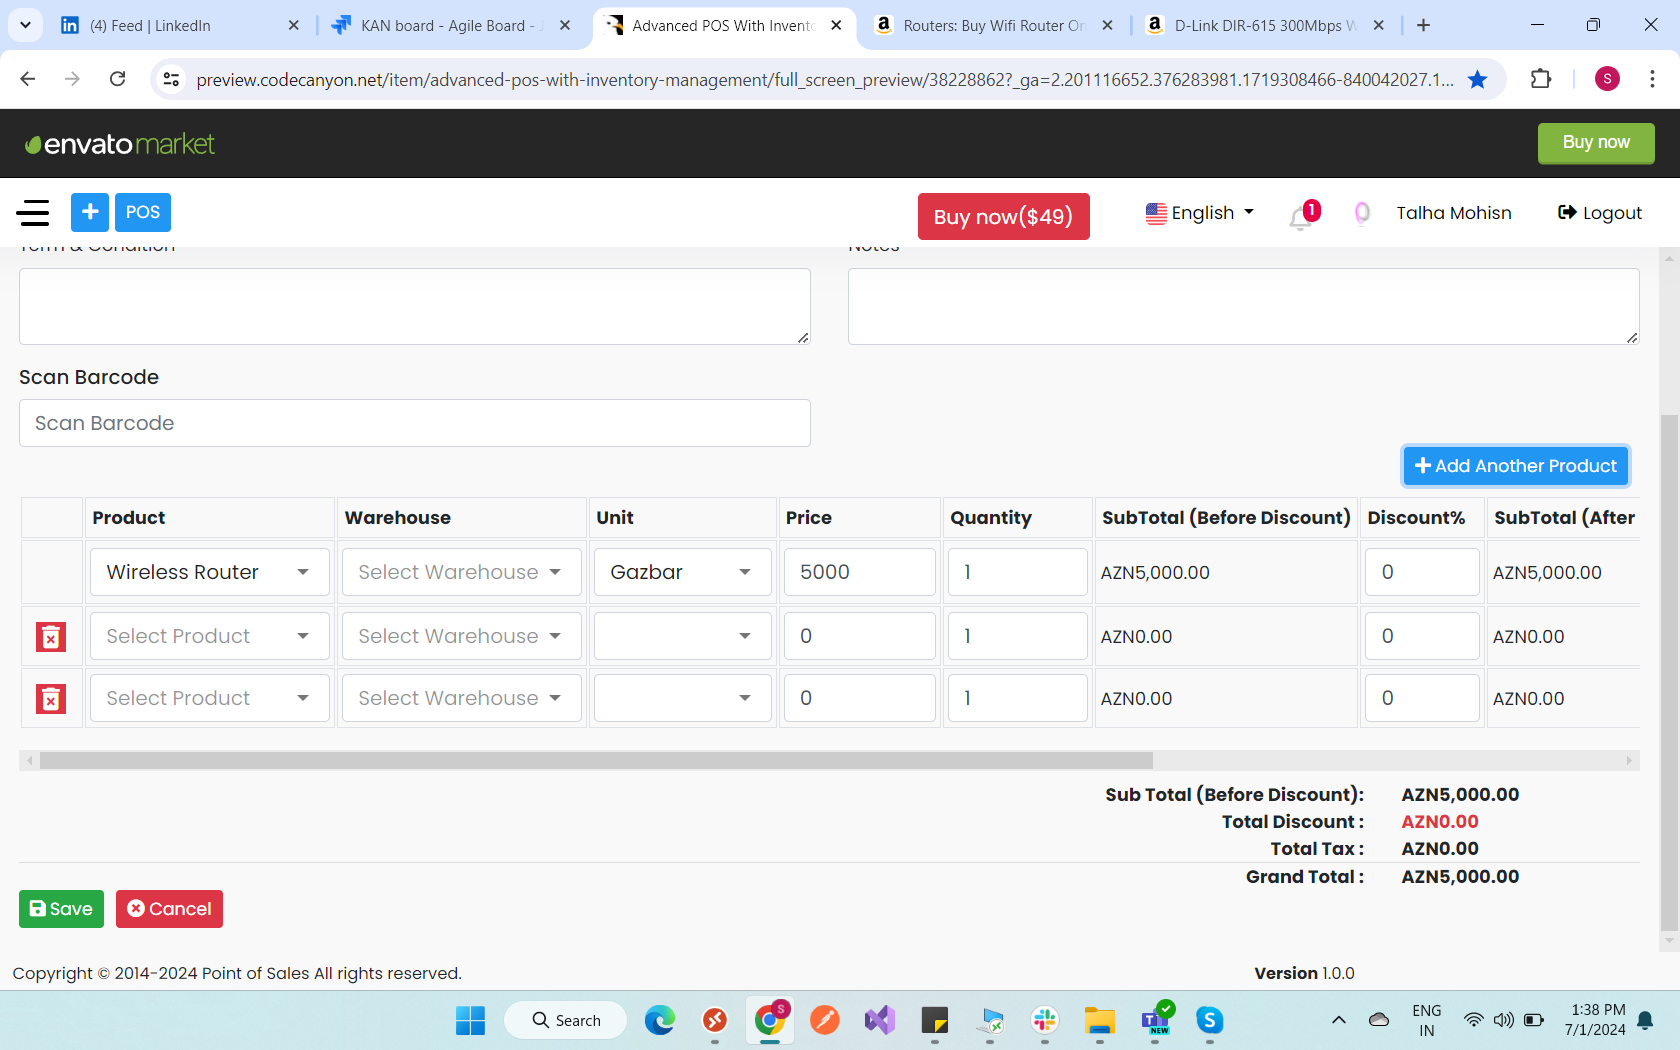 (4) Feed | LinkedIn
KAN board - Agile Board -
Advanced POS With Invento
Routers: Buy Wifi Router On
D-Link DIR-615 300Mbps W
preview.codecanyon.net/item/advanced-pos-with-inventory-management/full_screen_preview/38228862?_ga=2.201116652.376283981.1719308466-840042027.1...
S
envato market
Buy now
POS
Buy now($49)
English
1
Talha Mohisn
Logout
Term & Condition
Notes
Scan Barcode
Scan Barcode
Add Another Product
Product Warehouse Unit Price Quantity SubTotal (Before Discount) Discount% SubTotal (After
Wireless Router Select Warehouse Gazbar 5000 1 AZN5,000.00 0 AZN5,000.00
Select Product Select Warehouse 0 1 AZN0.00 0 AZN0.00
Select Product Select Warehouse 0 1 AZN0.00 0 AZN0.00
Sub Total (Before Discount): AZN5,000.00
Total Discount : AZN0.00
Total Tax : AZN0.00
Grand Total : AZN5,000.00
Save
Cancel
Copyright © 2014-2024 Point of Sales All rights reserved.
Version 1.0.0
Search
S
NEW
S
ENG
IN
1:38 PM
7/1/2024